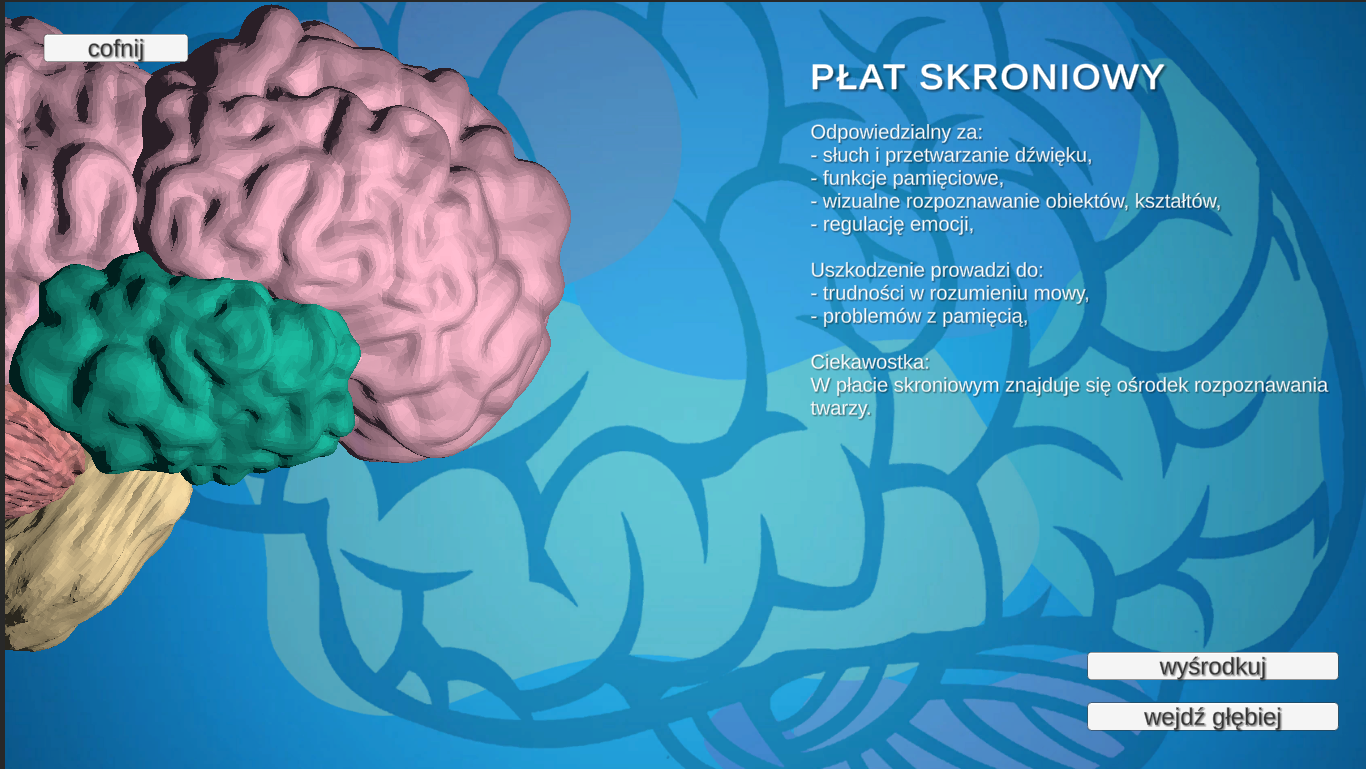 cofnij
PŁAT SKRONIOWY
Odpowiedzialny za:
- słuch i przetwarzanie dźwięku,
- funkcje pamięciowe,
- wizualne rozpoznawanie obiektów, kształtów,
- regulację emocji,
Uszkodzenie prowadzi do:
- trudności w rozumieniu mowy,
- problemów z pamięcią,
Ciekawostka:
W płacie skroniowym znajduje się ośrodek rozpoznawania
twarzy.
wyśrodkuj
wejdź głębiej